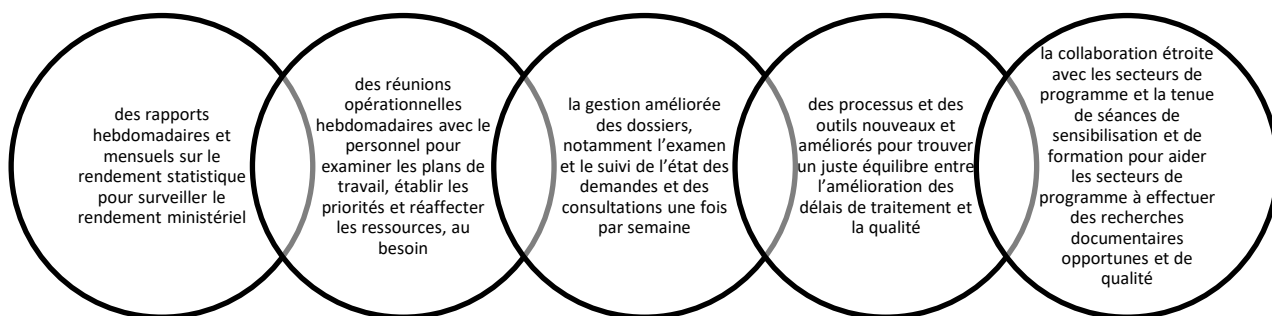 des rapports
hebdomadaires et
mensuels sur le
rendement statistique
pour surveiller le
rendement ministériel
des réunions
opérationnelles
hebdomadaires avec le
personnel pour
examiner les plans de
travail, établir les
priorités et réaffecter
les ressources, au
besoin
la gestion améliorée
des dossiers,
notamment l’examen
et le suivi de l’état des
demandes et des
consultations une fois
par semaine
des processus et des
outils nouveaux et
améliorés pour trouver
un juste équilibre entre
l’amélioration des
délais de traitement et
la qualité
la collaboration étroite
avec les secteurs de
programme et la tenue
de séances de
sensibilisation et de
formation pour aider
les secteurs de
programme à effectuer
des recherches
documentaires
opportunes et de
qualité